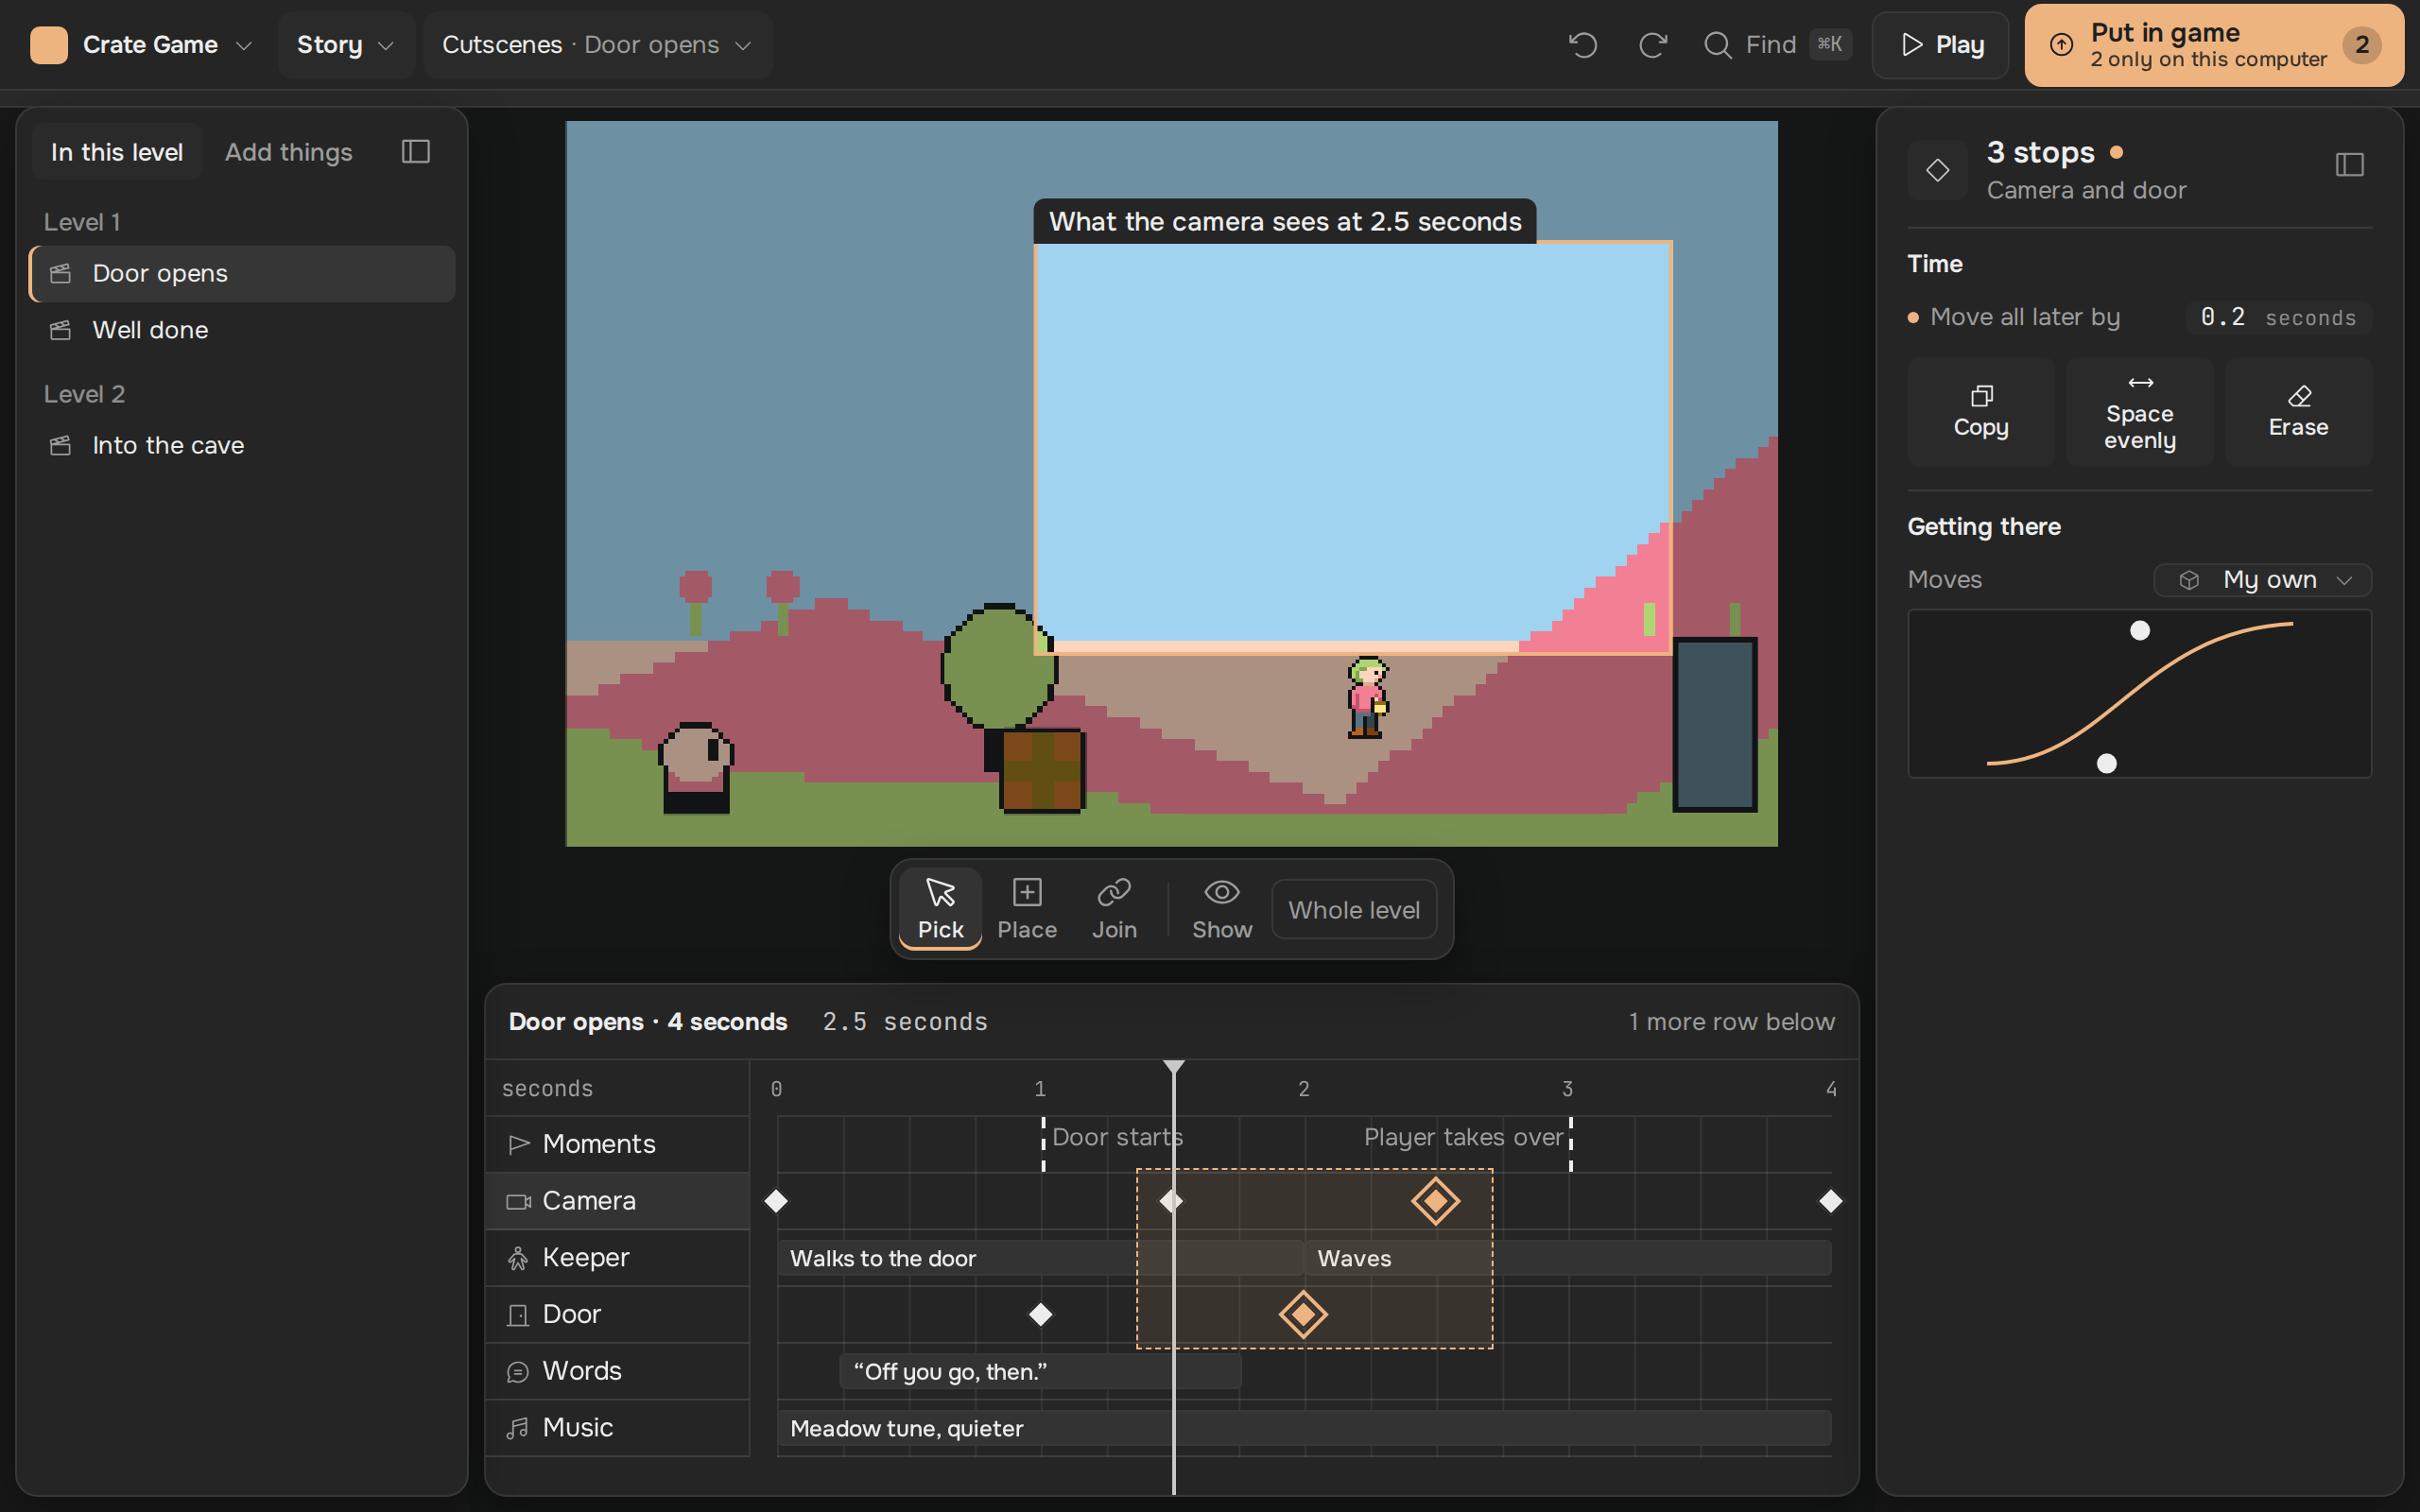 Crate Game
Story
Cutscenes · Door opens
Find ⌘K
Play
Put in game
2 only on this computer
2
In this level
Add things
Level 1
Door opens
Well done
Level 2
Into the cave
What the camera sees at 2.5 seconds
Pick
Place
Join
Show
Whole level
3 stops
Camera and door
Time
Move all later by
0.2 seconds
Copy
Space
evenly
Erase
Getting there
Moves
My own
Door opens · 4 seconds
2.5 seconds
1 more row below
seconds
0
1
2
3
4
Moments
Door starts
Player takes over
Camera
Keeper
Walks to the door
Waves
Door
Words
“Off you go, then.”
Music
Meadow tune, quieter